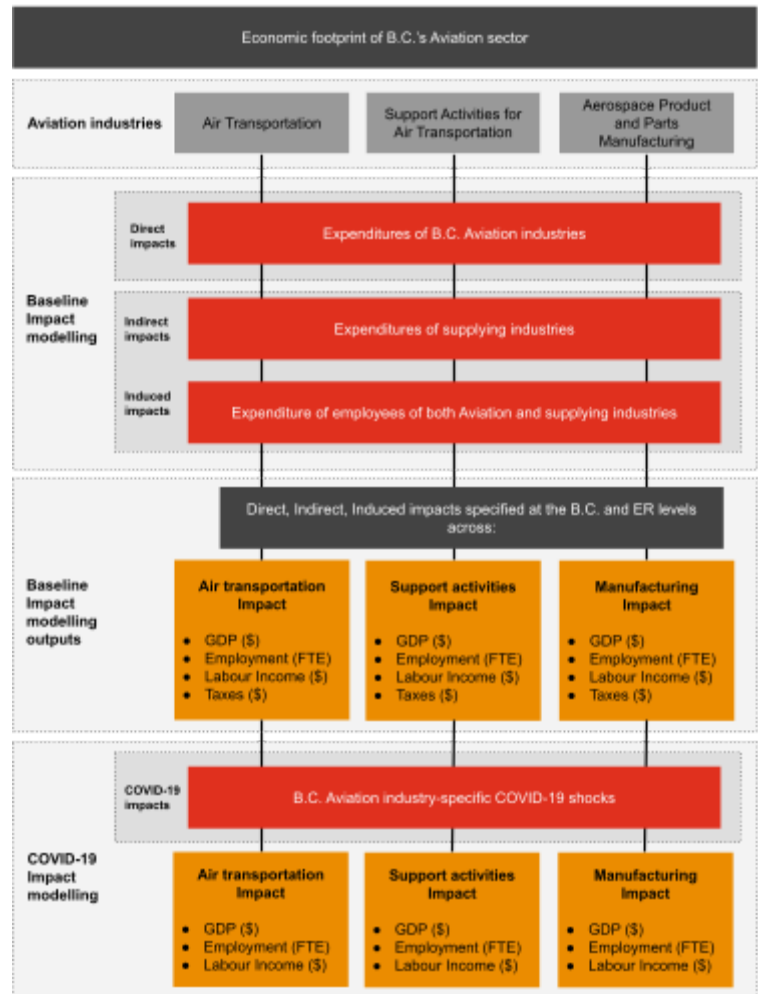 Economic footprint of B.C.'s Aviation sector
Aviation industries
Air Transportation
Support Activities for
Air Transportation
Aerospace Product
and Parts
Manufacturing
Baseline
Impact
modelling
Direct
impacts
Expenditures of B.C. Aviation industries
Indirect
impacts
Expenditures of supplying industries
Induced
impacts
Expenditure of employees of both Aviation and supplying industries
Baseline
Impact
modelling
outputs
Direct, Indirect, Induced impacts specified at the B.C. and ER levels
across:
Air transportation
Impact
● GDP ($)
● Employment (FTE)
● Labour Income ($)
● Taxes ($)
Support activities
Impact
● GDP ($)
● Employment (FTE)
● Labour Income ($)
● Taxes ($)
Manufacturing
Impact
● GDP ($)
● Employment (FTE)
● Labour Income ($)
● Taxes ($)
COVID-19
Impact
modelling
COVID-19
impacts
B.C. Aviation industry-specific COVID-19 shocks
Air transportation
Impact
● GDP ($)
● Employment (FTE)
● Labour Income ($)
Support activities
Impact
● GDP ($)
● Employment (FTE)
● Labour Income ($)
Manufacturing
Impact
● GDP ($)
● Employment (FTE)
● Labour Income ($)